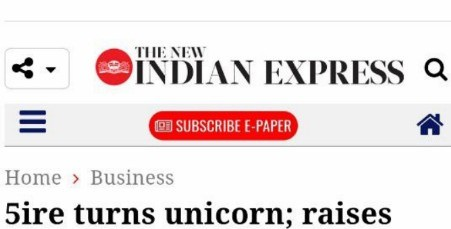 THE NEW
INDIAN EXPRESS
SUBSCRIBE E-PAPER
Home > Business
5ire turns unicorn; raises